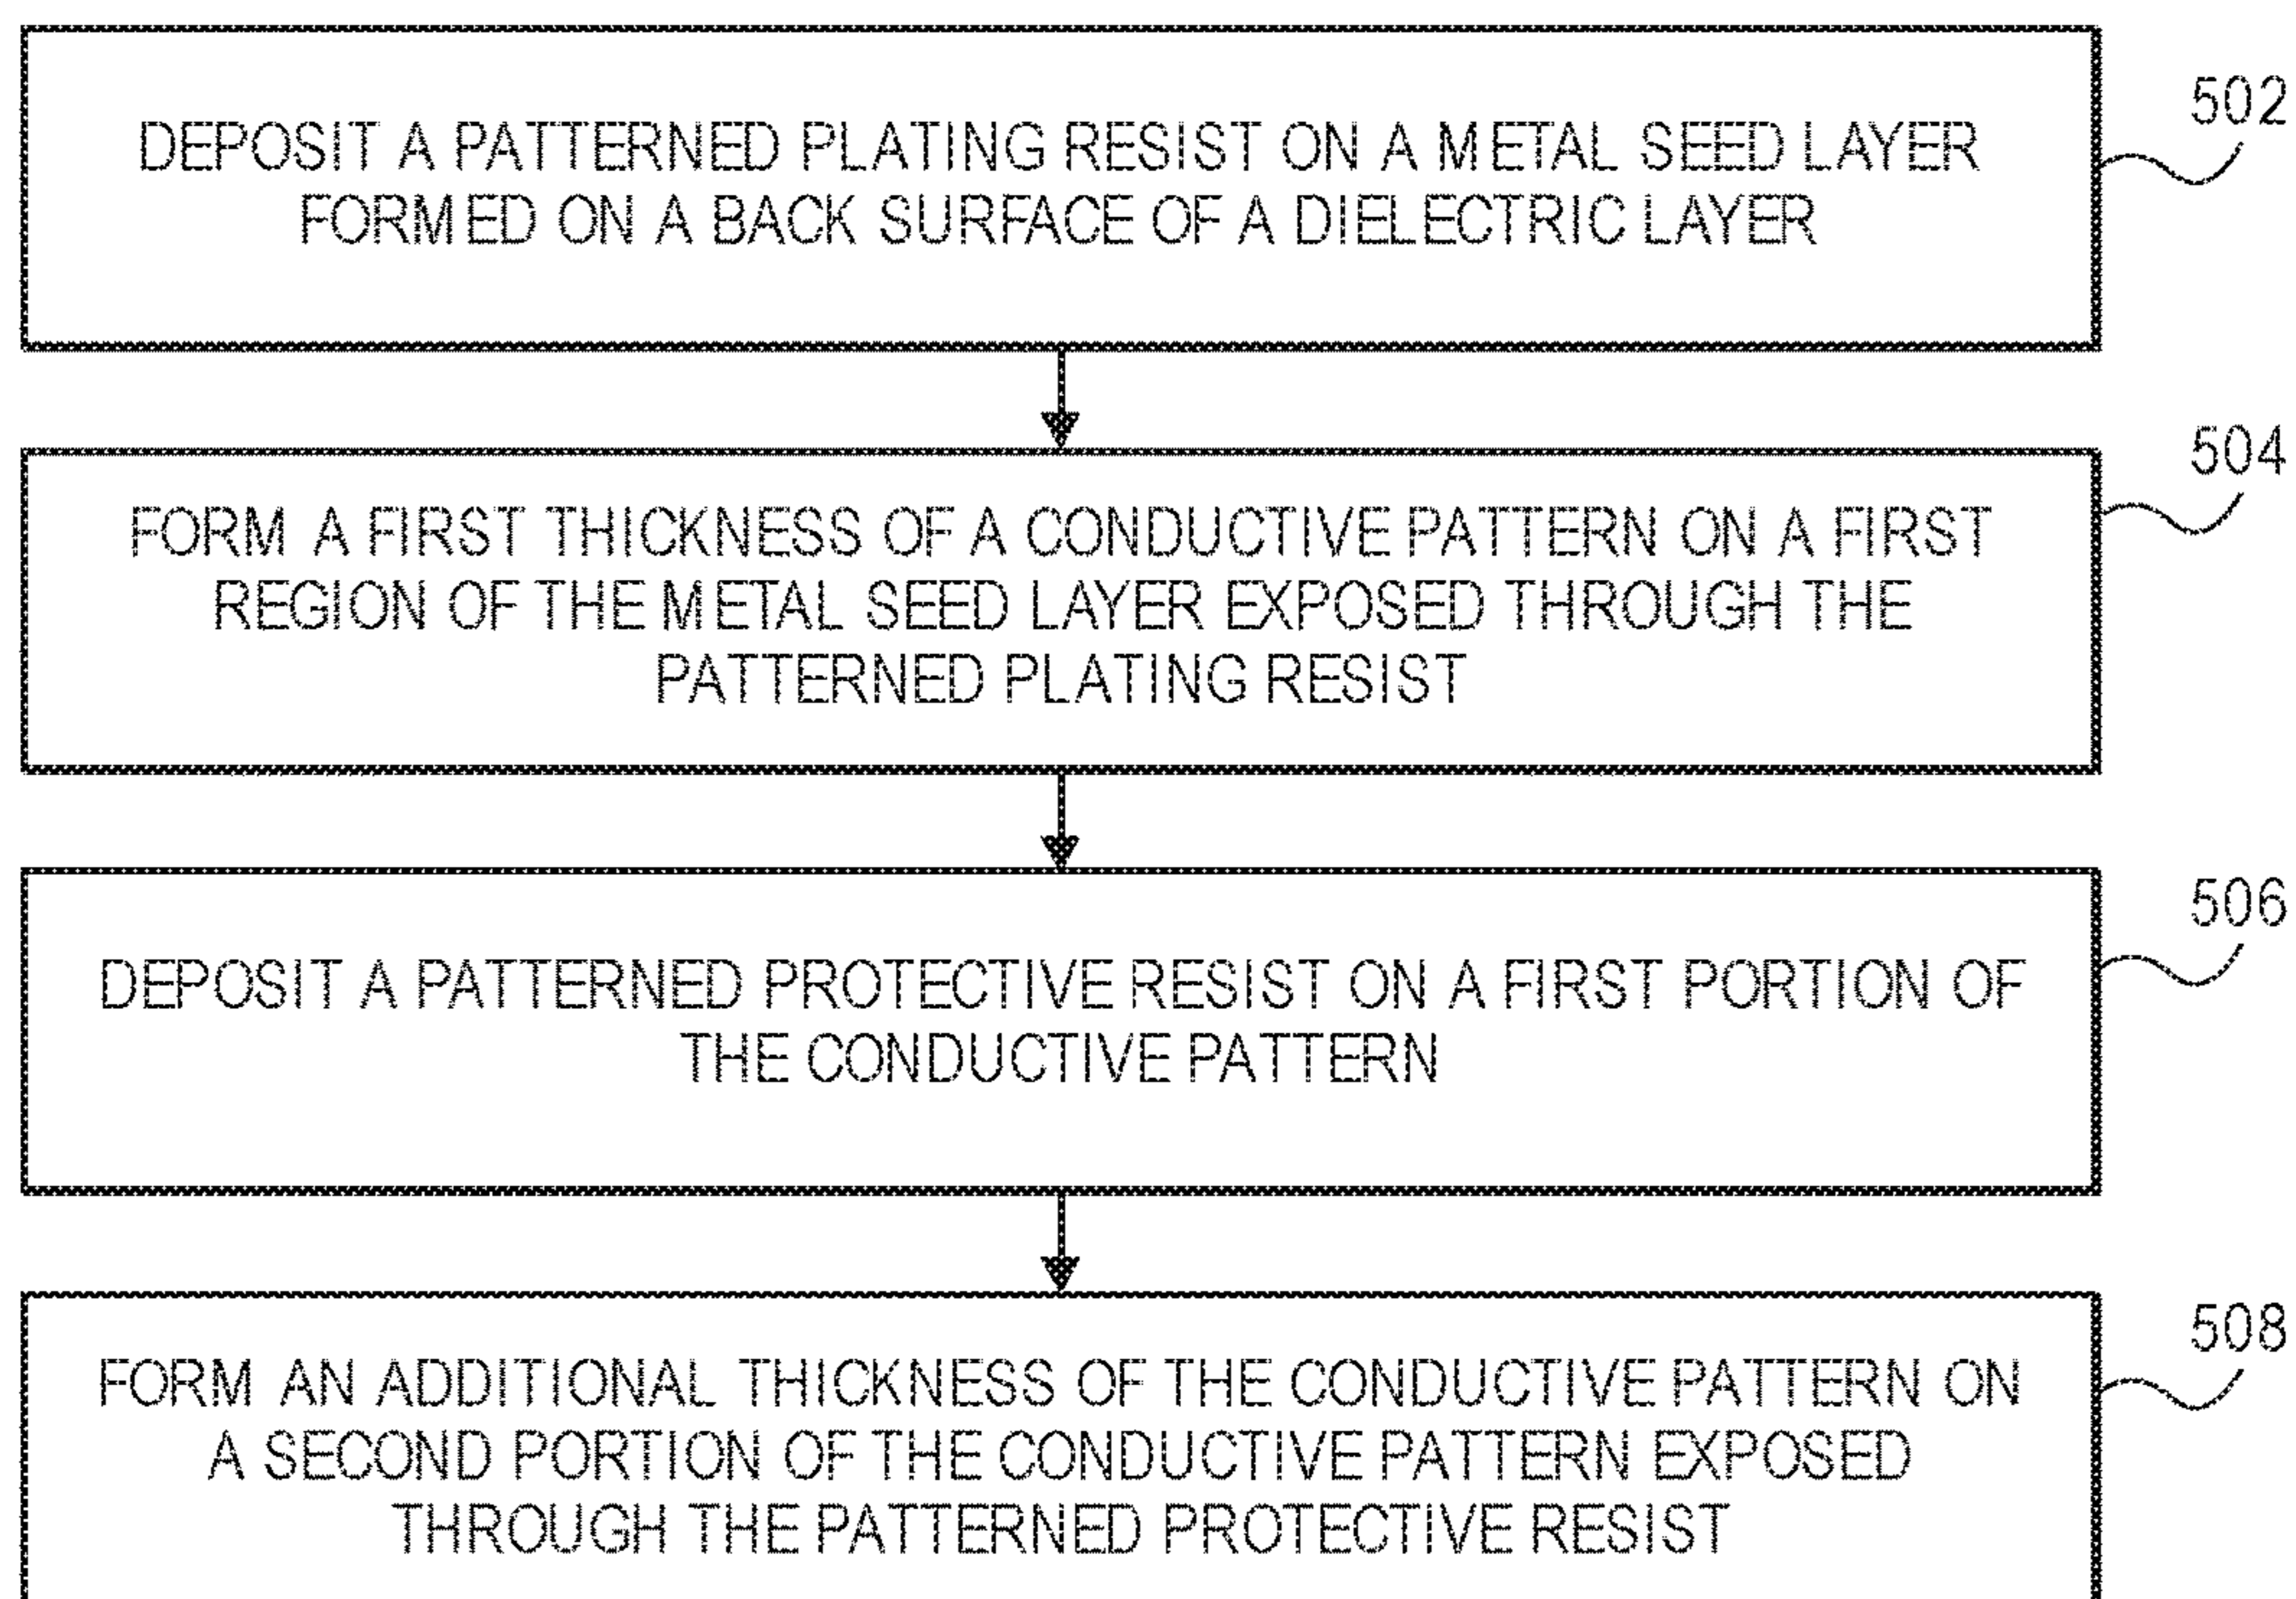 502
DEPOSIT A PATTERNED PLATING RESIST ON A METAL SEED LAYER
FORMED ON A BACK SURFACE OF A DIELECTRIC LAYER
504
FORM A FIRST THICKNESS OF A CONDUCTIVE PATTERN ON A FIRST
REGION OF THE METAL SEED LAYER EXPOSED THROUGH THE
PATTERNED PLATING RESIST
506
DEPOSIT A PATTERNED PROTECTIVE RESIST ON A FIRST PORTION OF
THE CONDUCTIVE PATTERN
508
FORM AN ADDITIONAL THICKNESS OF THE CONDUCTIVE PATTERN ON
A SECOND PORTION OF THE CONDUCTIVE PATTERN EXPOSED
THROUGH THE PATTERNED PROTECTIVE RESIST